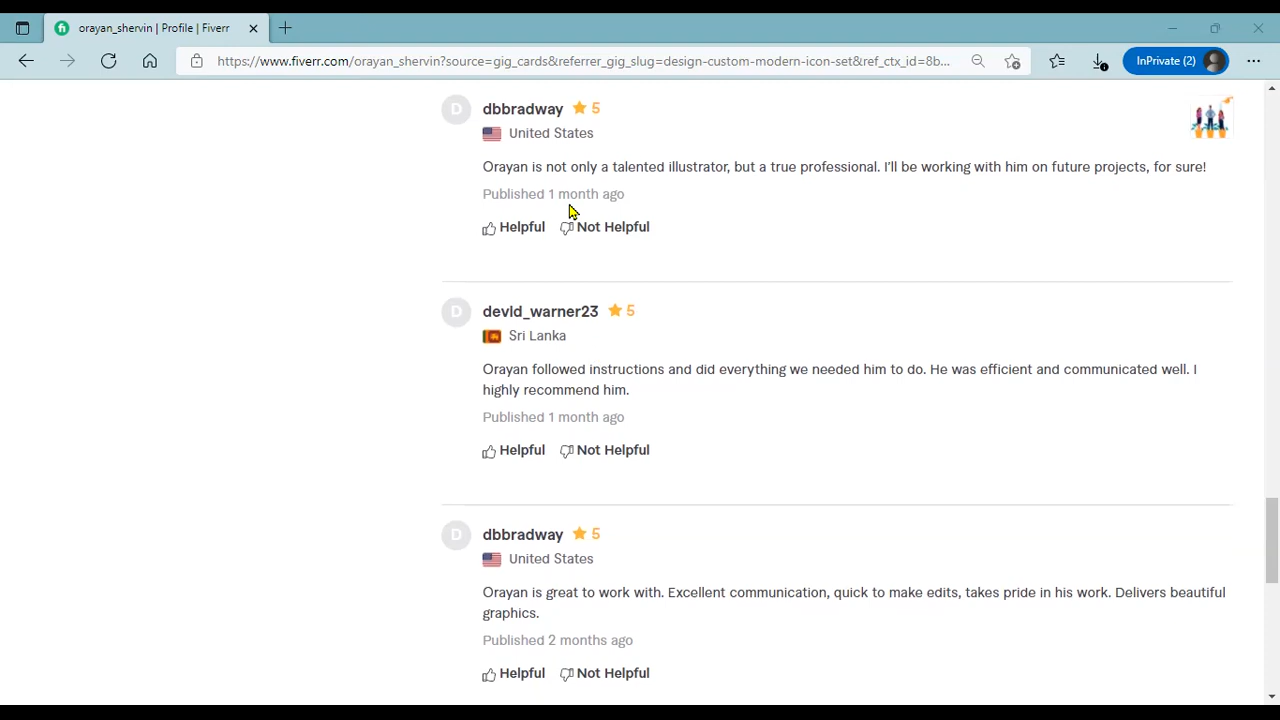 orayan_shervin | Profile | Fiverr
https://www.fiverr.com/orayan_shervin?source=gig_cards&referrer_gig_slug=design-custom-modern-icon-set&ref_ctx_id=8b...
InPrivate (2)
D
dbbradway 5
United States
Orayan is not only a talented illustrator, but a true professional. I'll be working with him on future projects, for sure!
Published 1 month ago
Helpful Not Helpful
D
devld_warner23 5
Sri Lanka
Orayan followed instructions and did everything we needed him to do. He was efficient and communicated well. I
highly recommend him.
Published 1 month ago
Helpful Not Helpful
D
dbbradway 5
United States
Orayan is great to work with. Excellent communication, quick to make edits, takes pride in his work. Delivers beautiful
graphics.
Published 2 months ago
Helpful Not Helpful